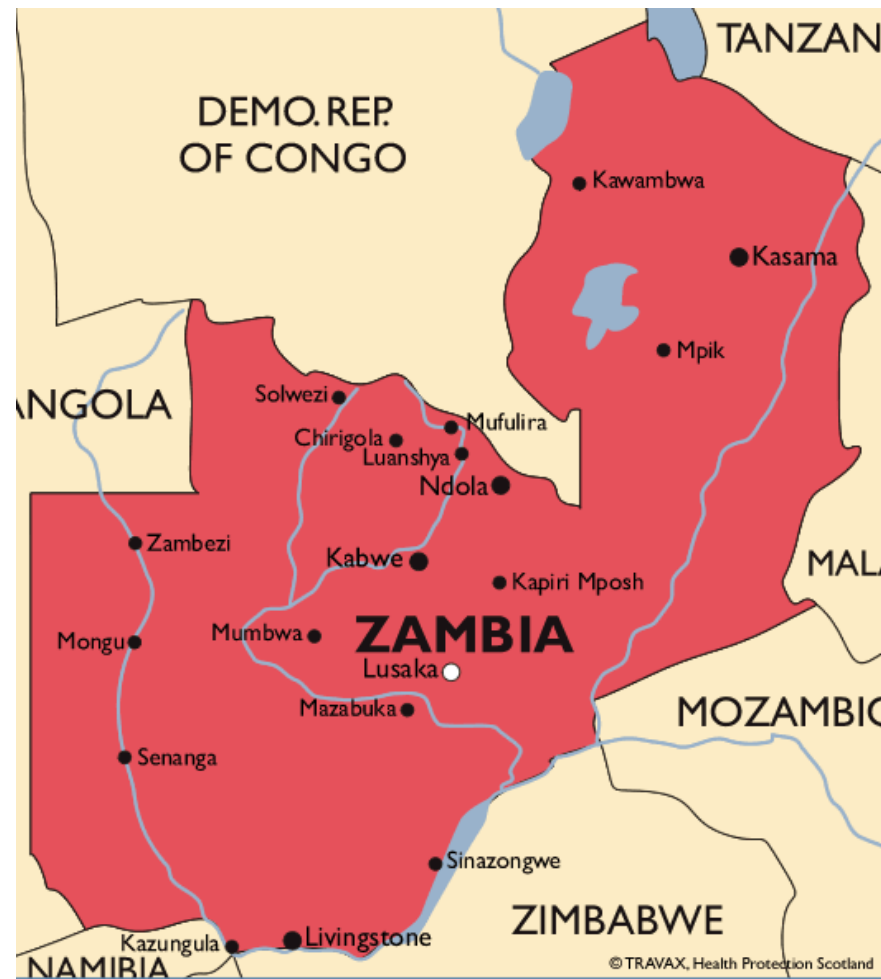 TANZAN
DEMO. REP.
OF CONGO
Kawambwa
Kasama
Mpik
ANGOLA
Solwezi
Mufulira
Chirigola
Luanshya
Ndola
Zambezi
Kabwe
Kapiri Mposh
MALA
Mumbwa
ZAMBIA
Mongu
Lusaka
Mazabuka
MOZAMBIC
Senanga
Sinazongwe
ZIMBABWE
Livingstone
Kazungula
NAMIBIA
© TRAVAX, Health Protection Scotland